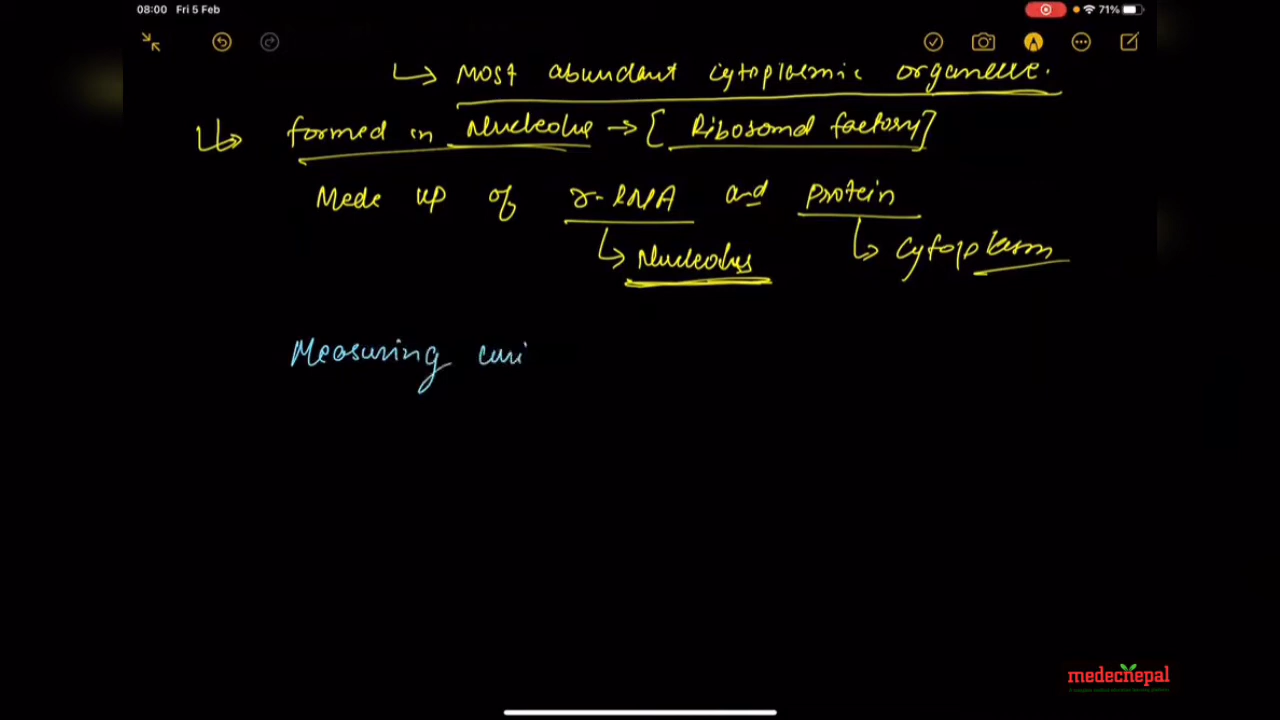 08:00 Fri 5 Feb 71%
↳ Most abundant cytoplasmic organelle.
↳ formed in Nucleolus → [Ribosomal factory]
Made up of r-RNA and protein
↳ Nucleolus ↳ Cytoplasm
Measuring uni
medecnepal